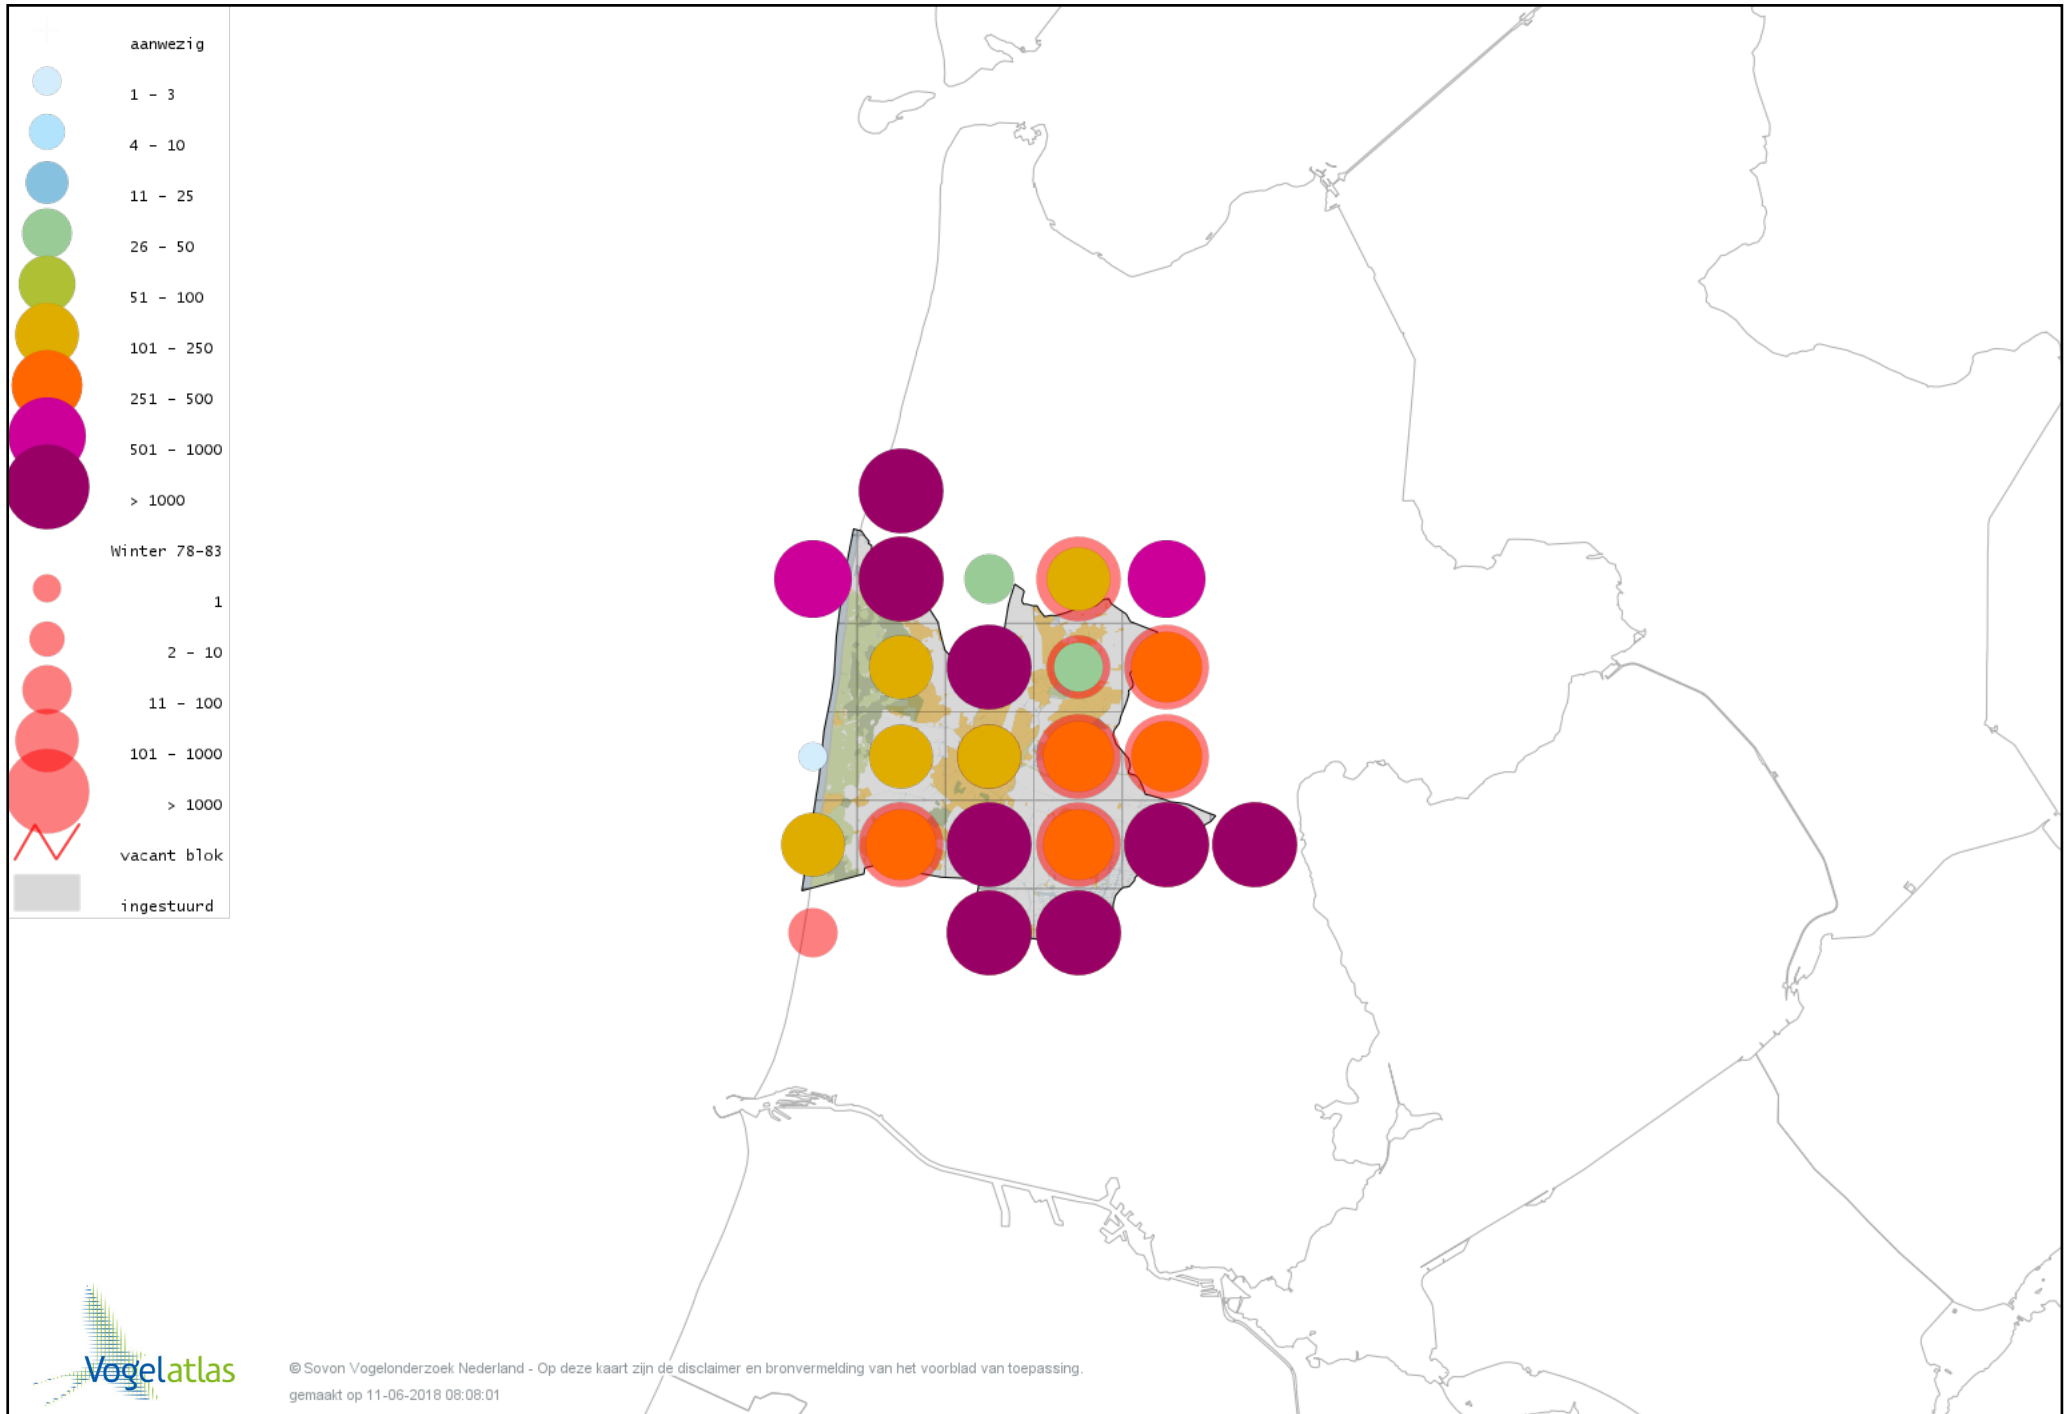 aanwezig
1 - 3
4 - 10
11 - 25
26 - 50
51 - 100
101 - 250
251 - 500
501 - 1000
> 1000
Winter 78-83
1
2 - 10
11 - 100
101 - 1000
> 1000
vacant blok
ingestuurd
Vogelatlas
© Sovon Vogelonderzoek Nederland - Op deze kaart zijn de disclaimer en bronvermelding van het voorblad van toepassing.
gemaakt op 11-06-2018 08:08:01